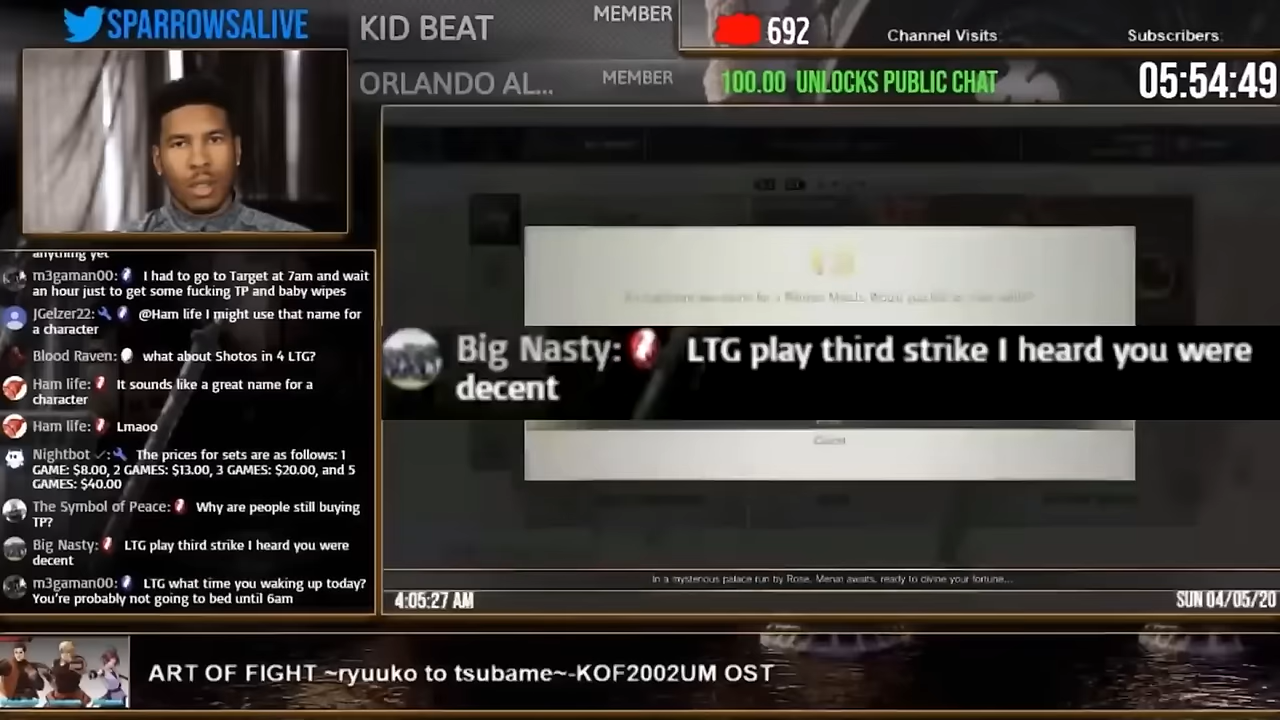 SPARROWSALIVE
KID BEAT
MEMBER
692
Channel Visits:
Subscribers:
ORLANDO AL...
MEMBER
100.00 UNLOCKS PUBLIC CHAT
05:54:49
anything yet
m3gaman00: I had to go to Target at 7am and wait
an hour just to get some fucking TP and baby wipes
JGelzer22: @Ham life I might use that name for
a character
Blood Raven: what about Shotos in 4 LTG?
Ham life: It sounds like a great name for a
character
Ham life: Lmaoo
Nightbot ✓: The prices for sets are as follows: 1
GAME: $8.00, 2 GAMES: $13.00, 3 GAMES: $20.00, and 5
GAMES: $40.00
The Symbol of Peace: Why are people still buying
TP?
Big Nasty: LTG play third strike I heard you were
decent
m3gaman00: LTG what time you waking up today?
You're probably not going to bed until 6am
Big Nasty: LTG play third strike I heard you were
decent
Cancel
In a mysterious palace run by Rose, Menat awaits, ready to divine your fortune...
4:05:27 AM
SUN 04/05/20
ART OF FIGHT ~ryuuko to tsubame~-KOF2002UM OST